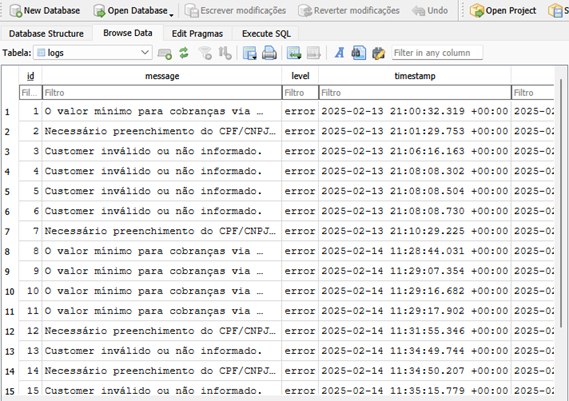 New Database Open Database Escrever modificações Reverter modificações Undo Open Project S
Database Structure Browse Data Edit Pragmas Execute SQL
Tabela: logs Filter in any column
id message level timestamp
Fil... Filtro Filtro Filtro Filtro
1 1 O valor mínimo para cobranças via … error 2025-02-13 21:00:32.319 +00:00 2025-02
2 2 Necessário preenchimento do CPF/CNPJ… error 2025-02-13 21:01:29.753 +00:00 2025-02
3 3 Customer inválido ou não informado. error 2025-02-13 21:06:16.163 +00:00 2025-02
4 4 Customer inválido ou não informado. error 2025-02-13 21:08:08.302 +00:00 2025-02
5 5 Customer inválido ou não informado. error 2025-02-13 21:08:08.504 +00:00 2025-02
6 6 Customer inválido ou não informado. error 2025-02-13 21:08:08.730 +00:00 2025-02
7 7 Necessário preenchimento do CPF/CNPJ… error 2025-02-13 21:10:29.225 +00:00 2025-02
8 8 O valor mínimo para cobranças via … error 2025-02-14 11:28:44.031 +00:00 2025-02
9 9 O valor mínimo para cobranças via … error 2025-02-14 11:29:07.354 +00:00 2025-02
10 10 O valor mínimo para cobranças via … error 2025-02-14 11:29:16.682 +00:00 2025-02
11 11 O valor mínimo para cobranças via … error 2025-02-14 11:29:17.902 +00:00 2025-02
12 12 Necessário preenchimento do CPF/CNPJ… error 2025-02-14 11:31:55.346 +00:00 2025-02
13 13 Customer inválido ou não informado. error 2025-02-14 11:34:49.744 +00:00 2025-02
14 14 Necessário preenchimento do CPF/CNPJ… error 2025-02-14 11:34:50.207 +00:00 2025-02
15 15 Customer inválido ou não informado. error 2025-02-14 11:35:15.779 +00:00 2025-02